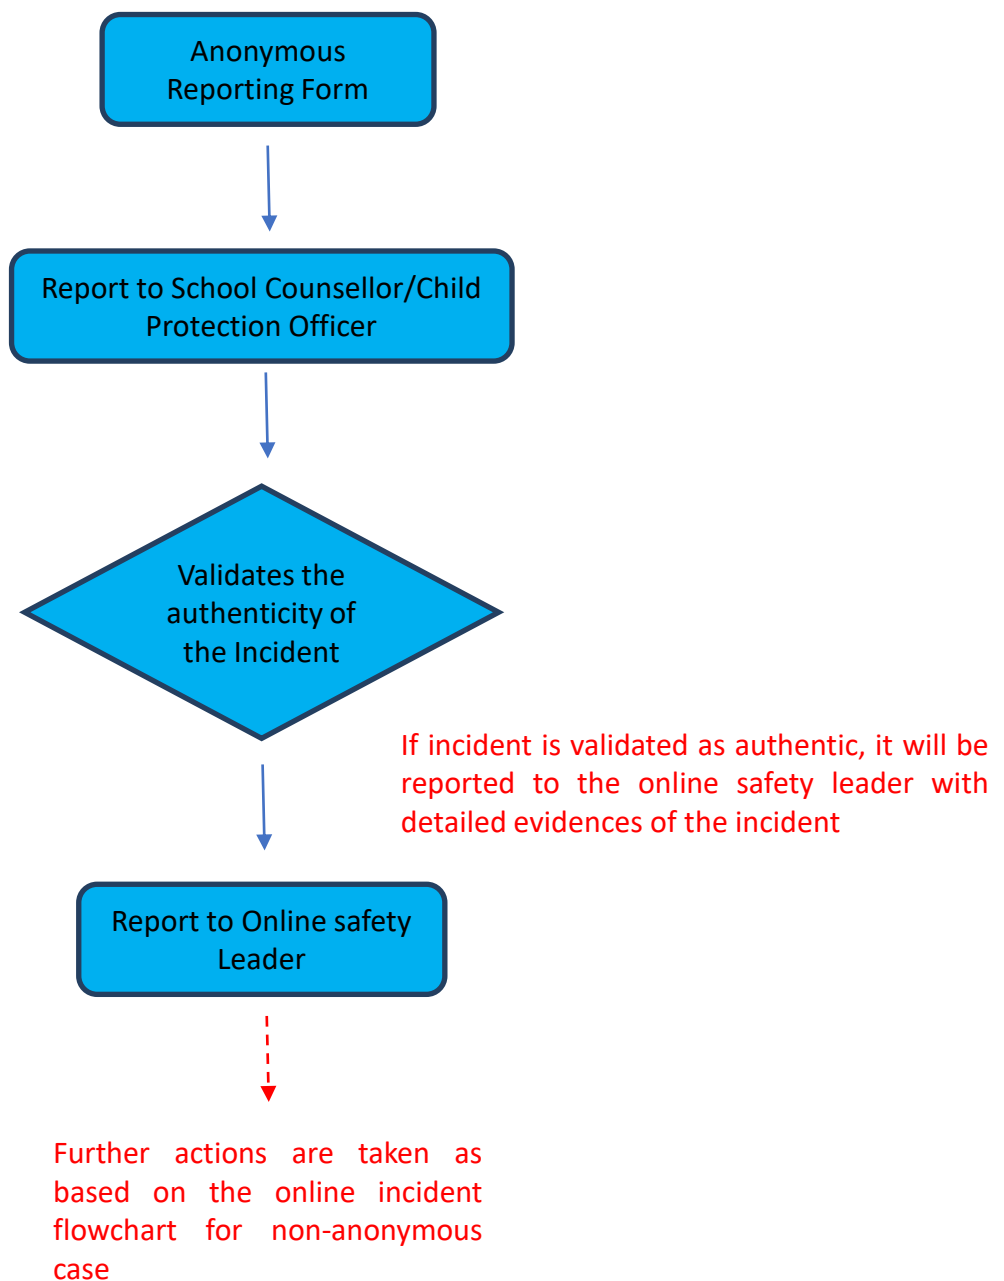 Anonymous
Reporting Form
Report to School Counsellor/Child
Protection Officer
Validates the
authenticity of
the Incident
If incident is validated as authentic, it will be
reported to the online safety leader with
detailed evidences of the incident
Report to Online safety
Leader
Further actions are taken as
based on the online incident
flowchart for non-anonymous
case